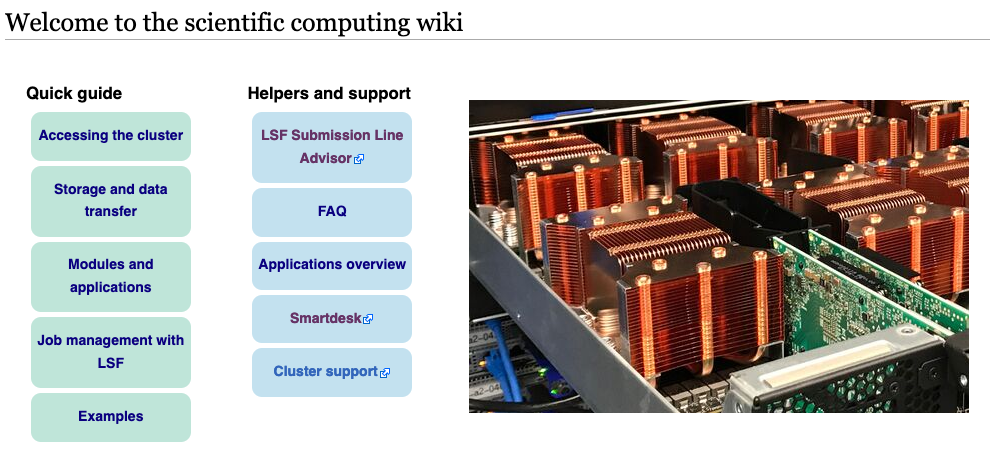 Welcome to the scientific computing wiki
Quick guide
Accessing the cluster
Storage and data
transfer
Modules and
applications
Job management with
LSF
Examples
Helpers and support
LSF Submission Line
Advisor
FAQ
Applications overview
Smartdesk
Cluster support